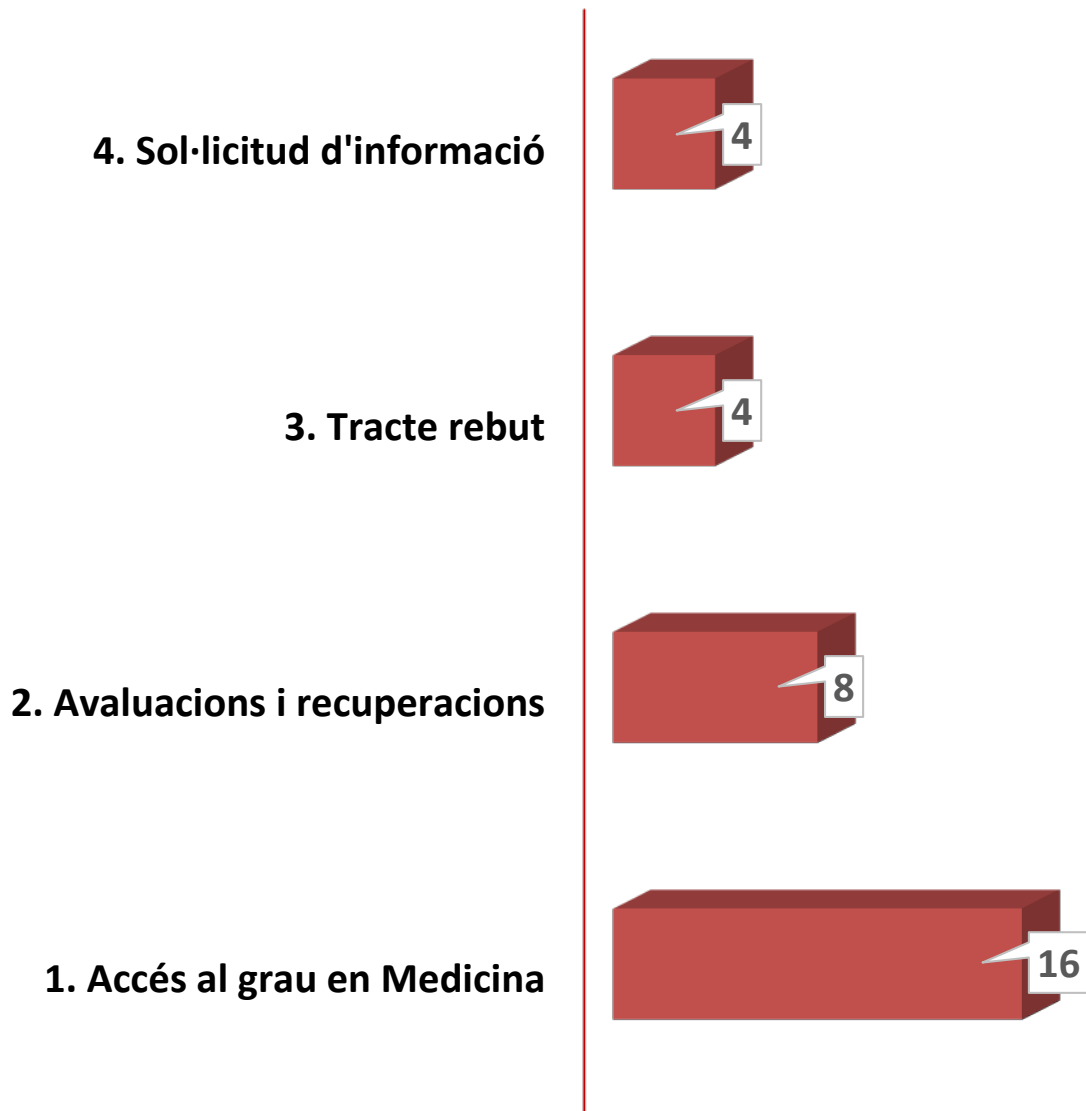 4. Sol·licitud d'informació
4
3. Tracte rebut
4
2. Avaluacions i recuperacions
8
1. Accés al grau en Medicina
16